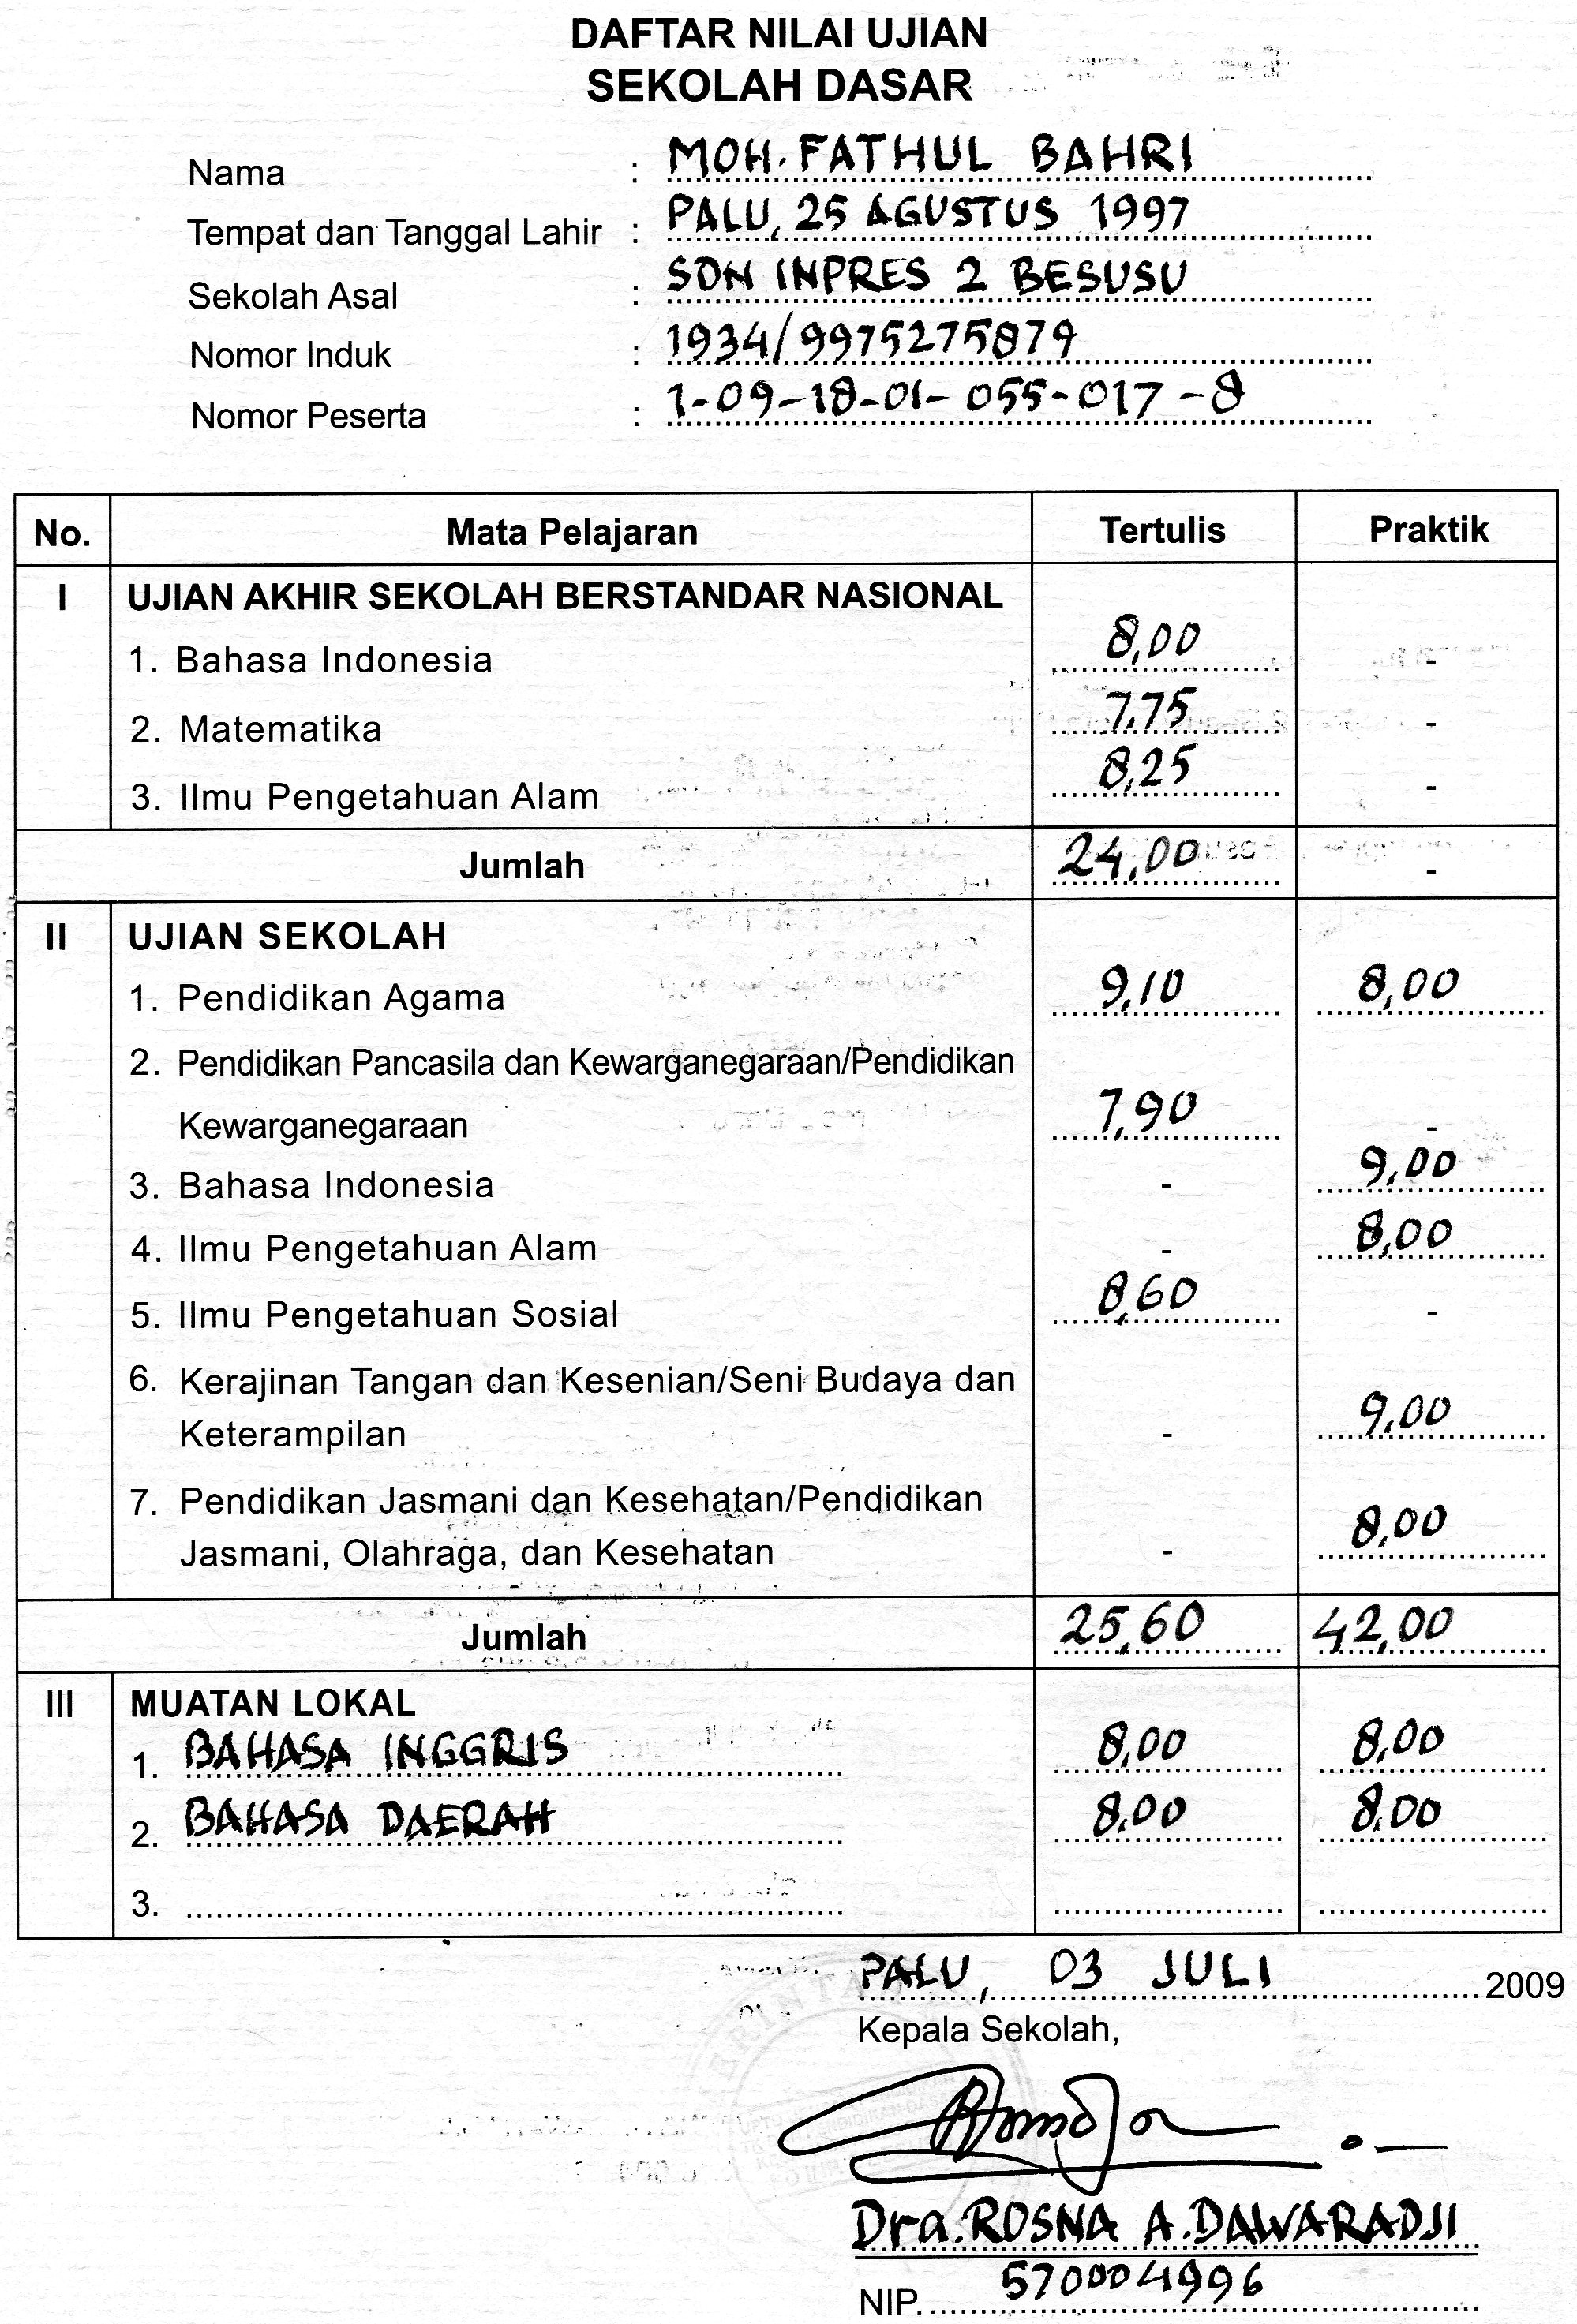 DAFTAR NILAI UJIAN
SEKOLAH DASAR
Nama : MOH. FATHUL BAHRI
Tempat dan Tanggal Lahir : PALU, 25 AGUSTUS 1997
Sekolah Asal : SDN INPRES 2 BESUSU
Nomor Induk : 1934/9975275879
Nomor Peserta : 1-09-18-01-055-017-8
No. Mata Pelajaran Tertulis Praktik
I UJIAN AKHIR SEKOLAH BERSTANDAR NASIONAL
1. Bahasa Indonesia 8,00 -
2. Matematika 7,75 -
3. Ilmu Pengetahuan Alam 8,25 -
Jumlah 24,00 -
II UJIAN SEKOLAH
1. Pendidikan Agama 9,10 8,00
2. Pendidikan Pancasila dan Kewarganegaraan/Pendidikan
Kewarganegaraan 7,90 -
3. Bahasa Indonesia - 9,00
4. Ilmu Pengetahuan Alam - 8,00
5. Ilmu Pengetahuan Sosial 8,60 -
6. Kerajinan Tangan dan Kesenian/Seni Budaya dan
Keterampilan - 9,00
7. Pendidikan Jasmani dan Kesehatan/Pendidikan
Jasmani, Olahraga, dan Kesehatan - 8,00
Jumlah 25,60 42,00
III MUATAN LOKAL
1. BAHASA INGGRIS 8,00 8,00
2. BAHASA DAERAH 8,00 8,00
3.
PALU, 03 JULI 2009
Kepala Sekolah,
Dra. ROSNA A. DAWARADJI
NIP. 570004996